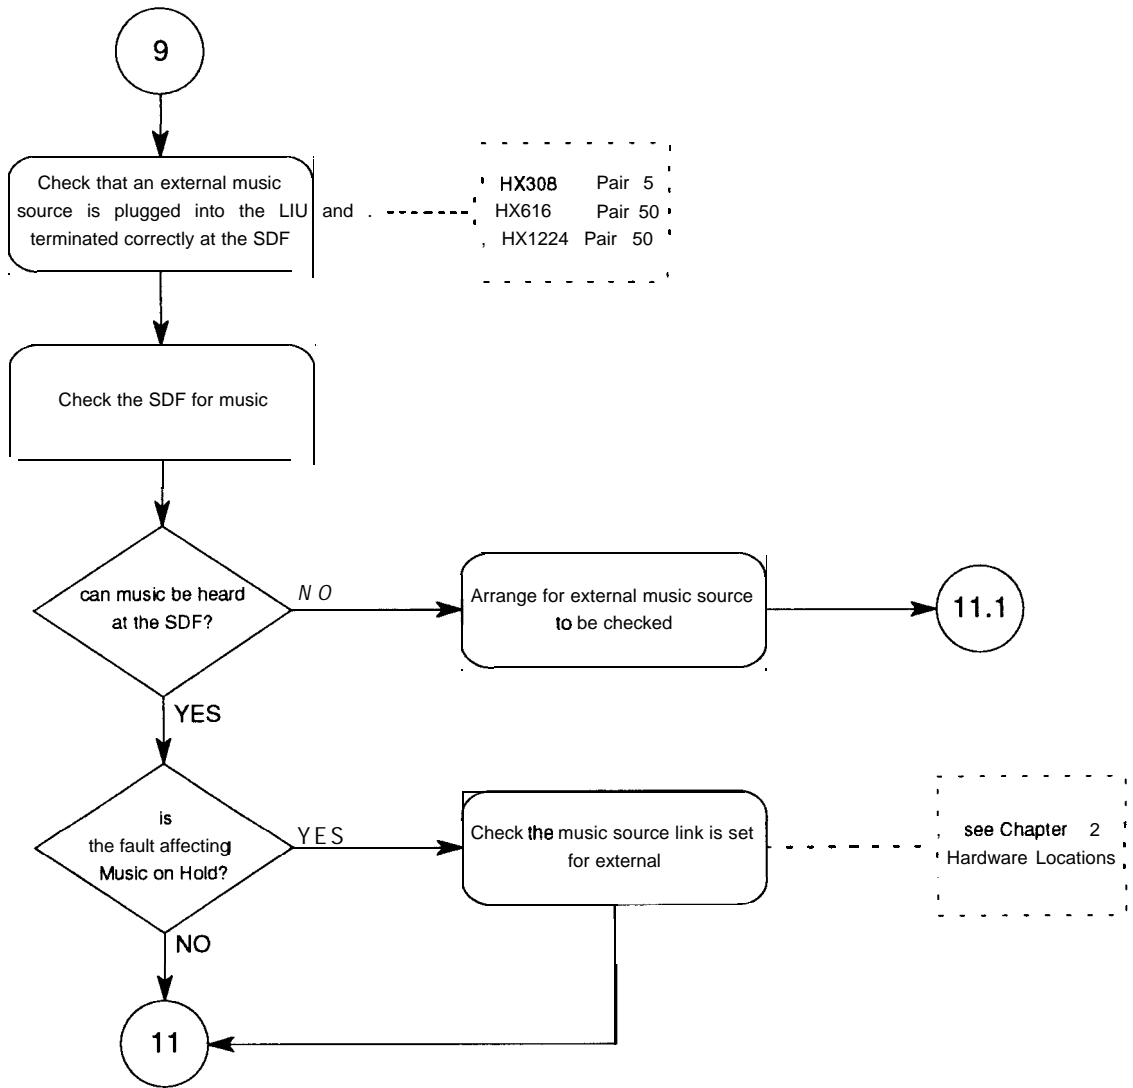 9
Check that an external music
source is plugged into the LIU and .
terminated correctly at the SDF
HX308 Pair 5
HX616 Pair 50
HX1224 Pair 50
Check the SDF for music
can music be heard
at the SDF?
NO
Arrange for external music source
to be checked
11.1
YES
is
the fault affecting
Music on Hold?
YES
Check the music source link is set
for external
see Chapter 2
Hardware Locations
NO
11